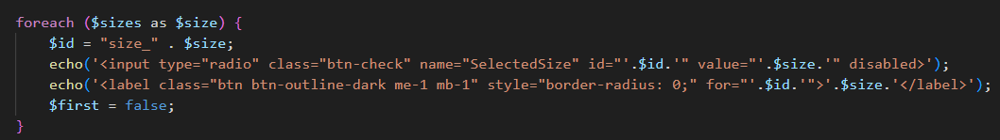 foreach ($sizes as $size) {
    $id = "size_" . $size;
    echo('<input type="radio" class="btn-check" name="SelectedSize" id="'.$id.'" value="'.$size.'" disabled>');
    echo('<label class="btn btn-outline-dark me-1 mb-1" style="border-radius: 0;" for="'.$id.'">'.$size.'</label>');
    $first = false;
}